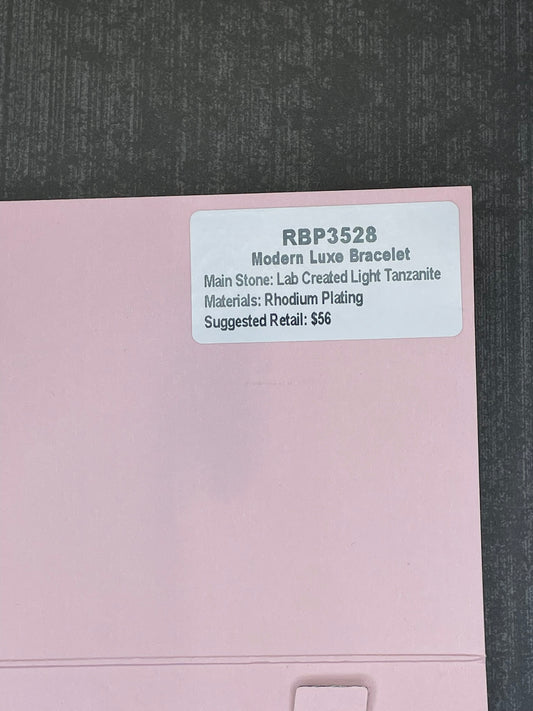 RBP3528
Modern Luxe Bracelet
Main Stone: Lab Created Light Tanzanite
Materials: Rhodium Plating
Suggested Retail: $56